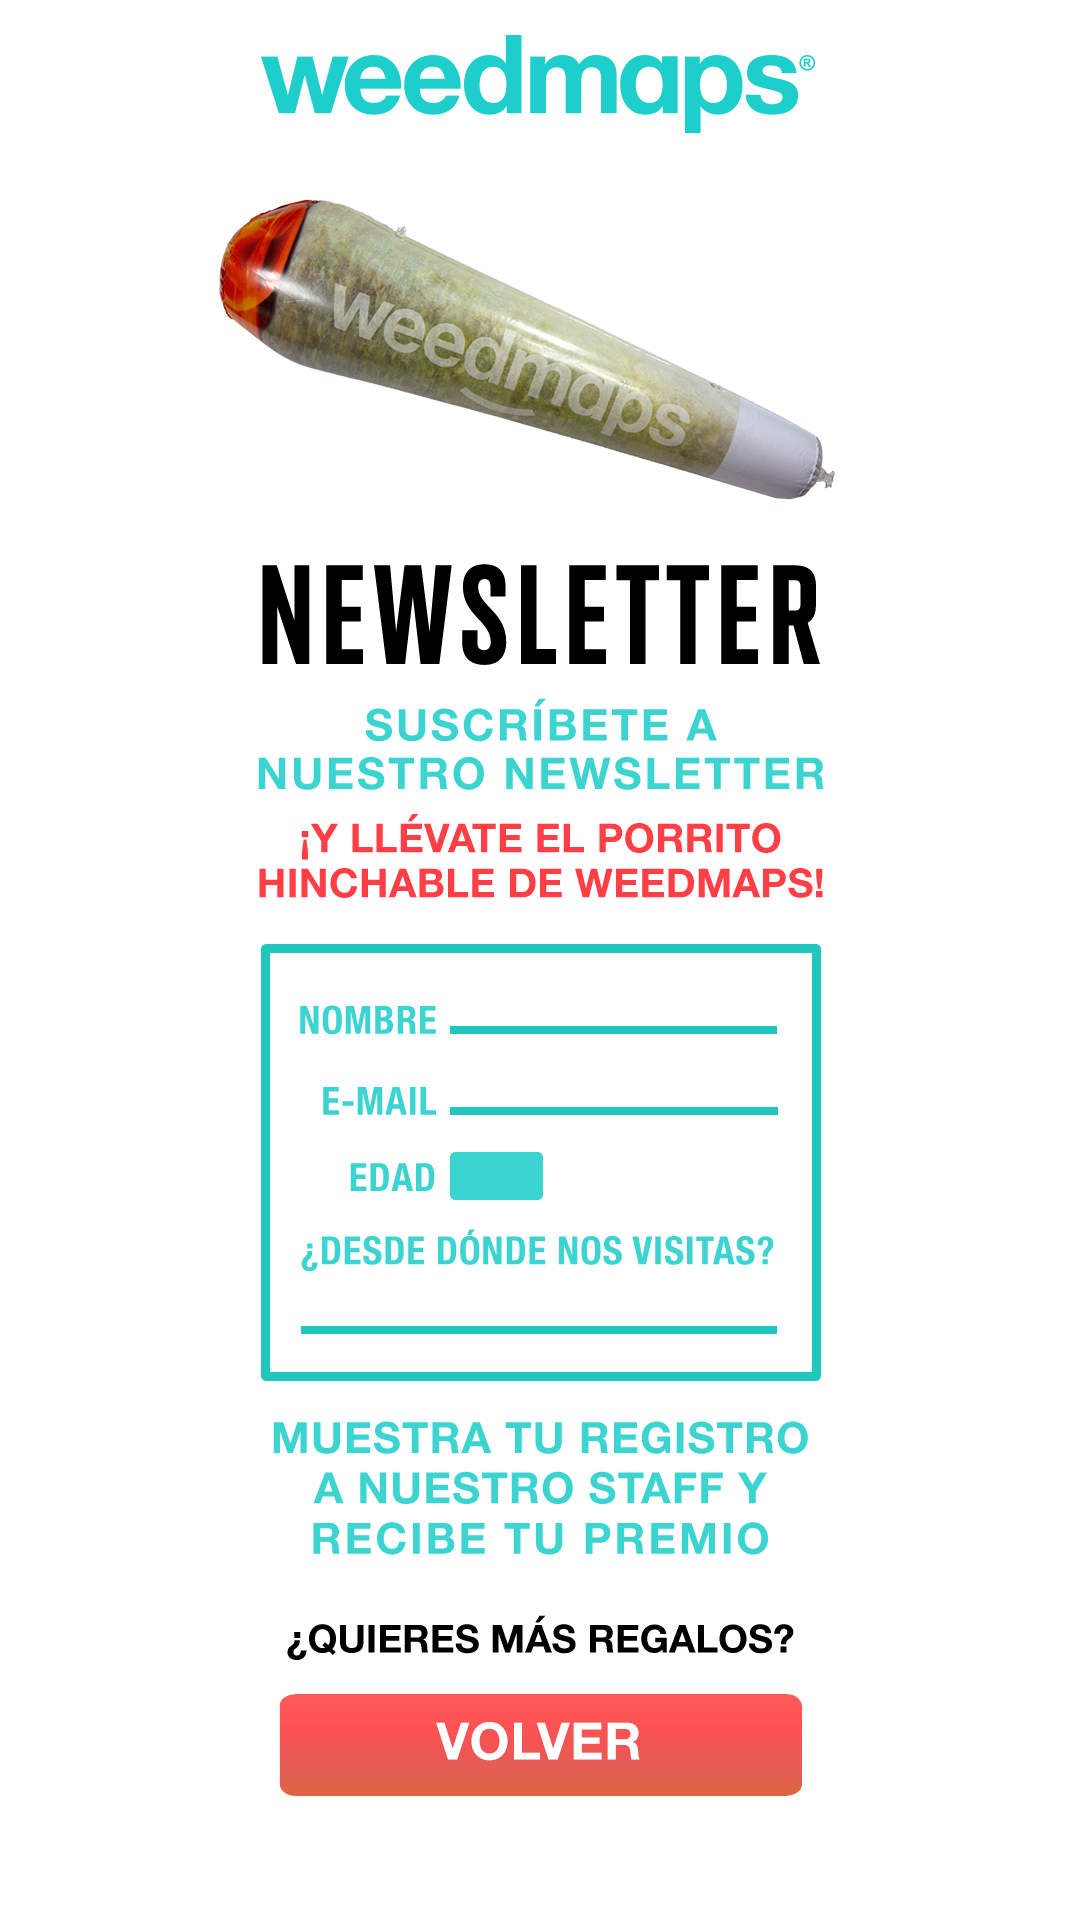 weedmaps®
weedmaps
NEWSLETTER
SUSCRÍBETE A
NUESTRO NEWSLETTER
¡Y LLÉVATE EL PORRITO
HINCHABLE DE WEEDMAPS!
NOMBRE
E-MAIL
EDAD
¿DESDE DÓNDE NOS VISITAS?
MUESTRA TU REGISTRO
A NUESTRO STAFF Y
RECIBE TU PREMIO
¿QUIERES MÁS REGALOS?
VOLVER